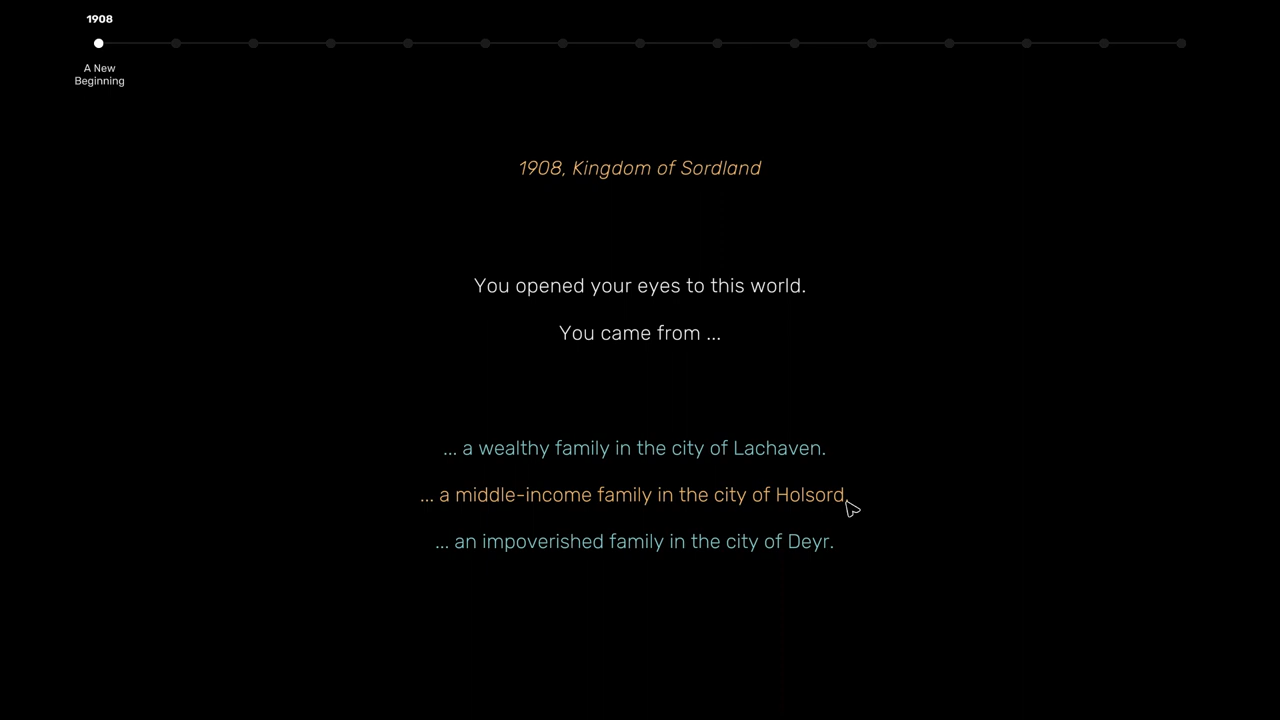 1908
A New
Beginning
1908, Kingdom of Sordland
You opened your eyes to this world.
You came from ...
... a wealthy family in the city of Lachaven.
... a middle-income family in the city of Holsord.
... an impoverished family in the city of Deyr.